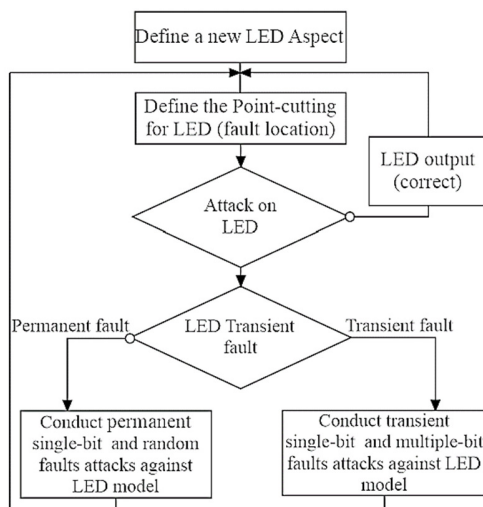 Define a new LED Aspect
Define the Point-cutting
for LED (fault location)
LED output
(correct)
Attack on
LED
Permanent fault
LED Transient
fault
Transient fault
Conduct permanent
single-bit and random
faults attacks against
LED model
Conduct transient
single-bit and multiple-bit
faults attacks against LED
model